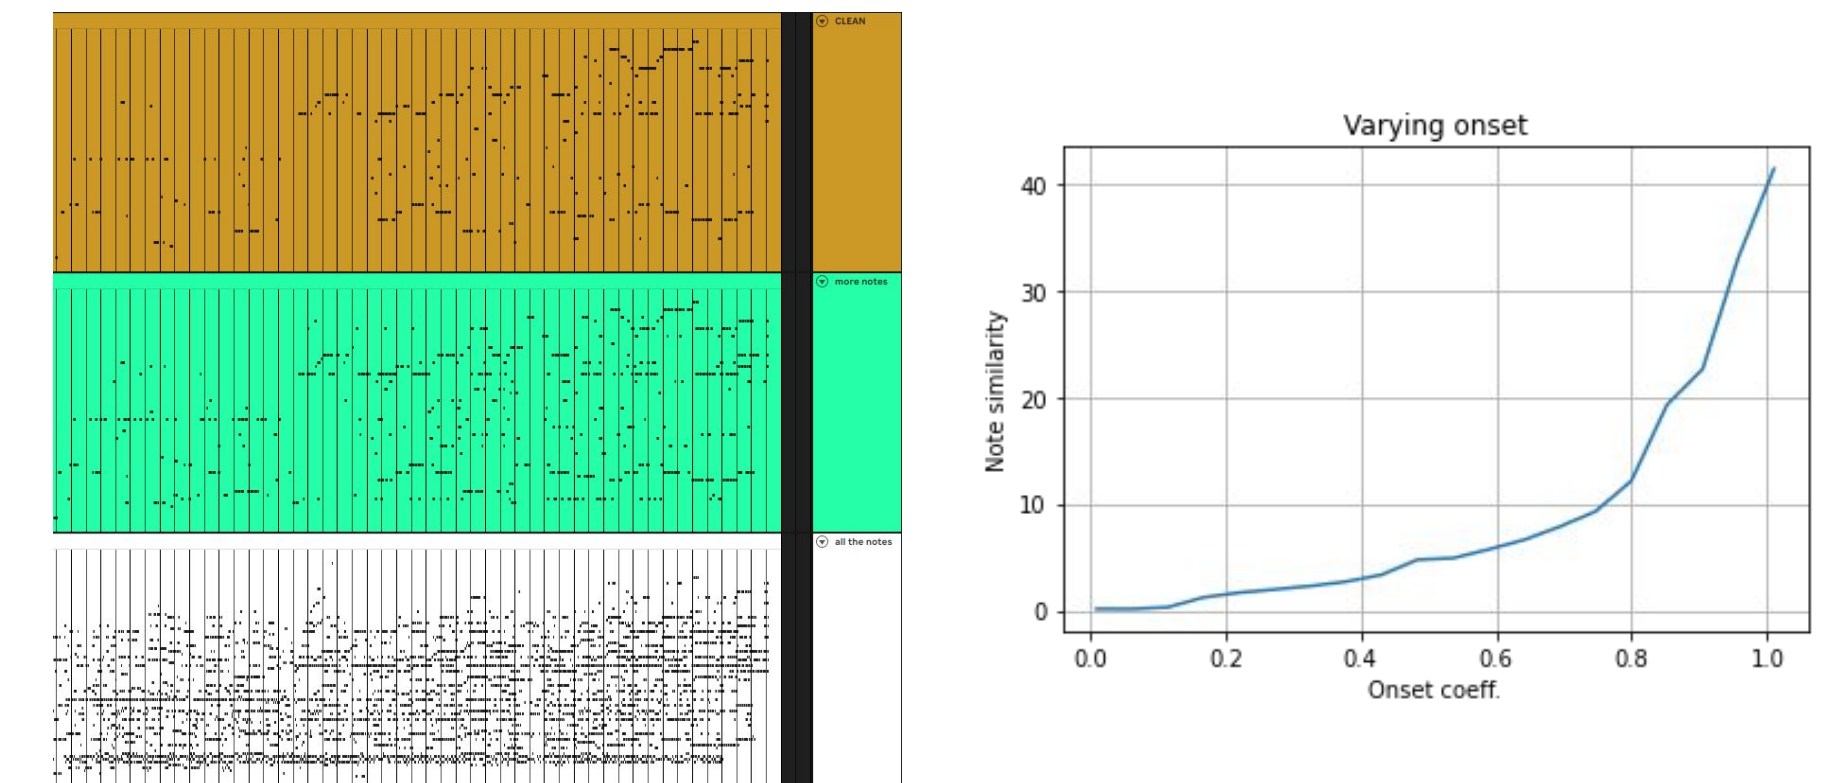 CLEAN
more notes
all the notes
Varying onset
Note similarity
40
30
20
10
0
0.0 0.2 0.4 0.6 0.8 1.0
Onset coeff.